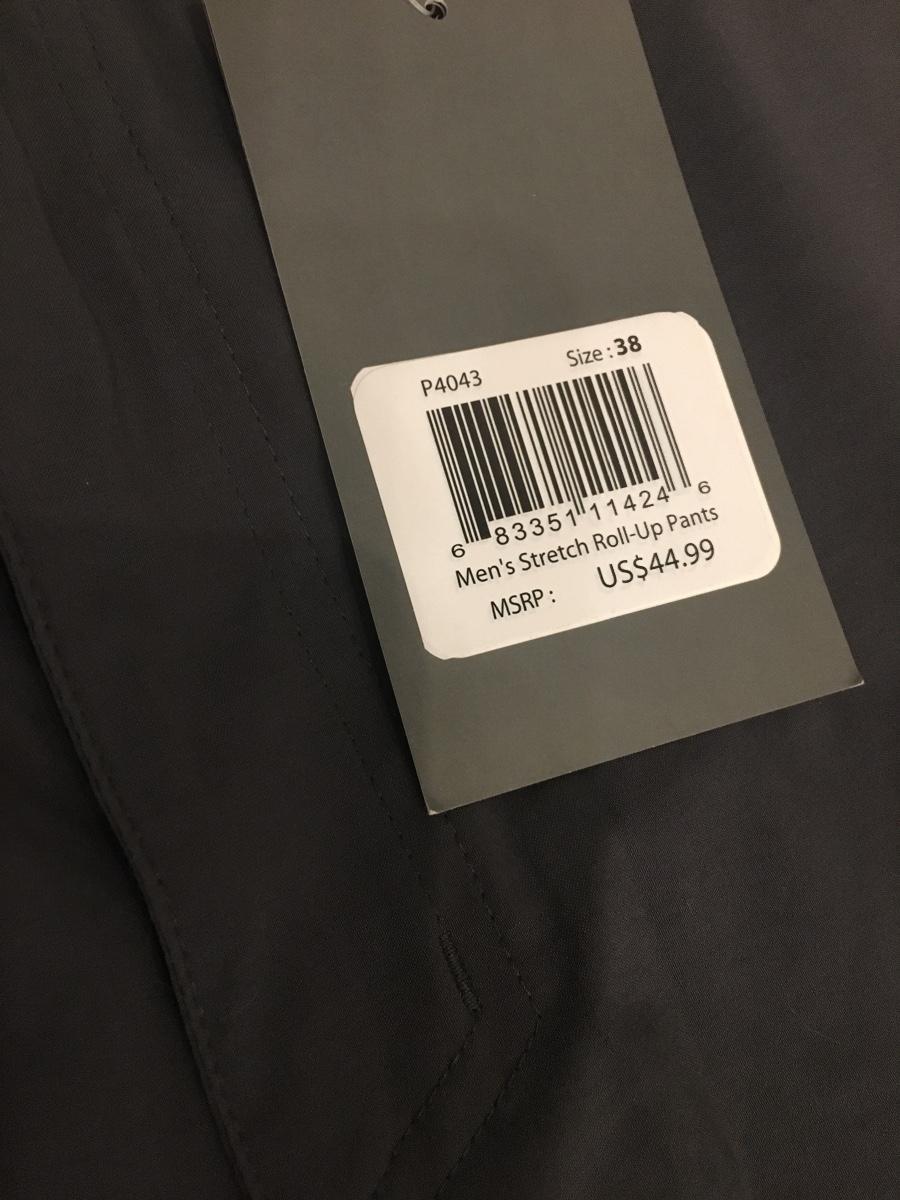 P4043 Size : 38
6 83351 11424 6
Men's Stretch Roll-Up Pants
MSRP : US$44.99